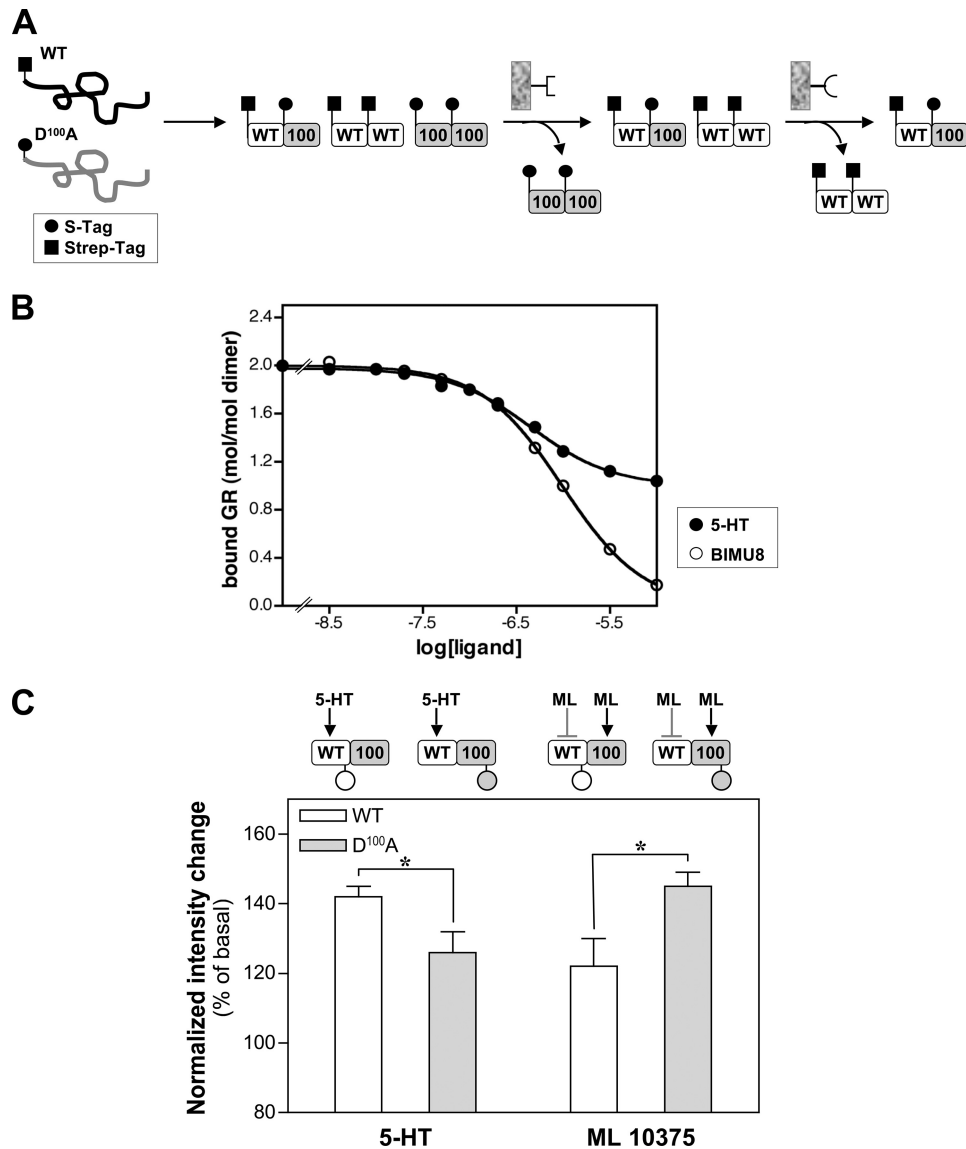 A
WT
D¹⁰⁰A
S-Tag
Strep-Tag
WT 100 WT WT 100 100
100 100
WT 100 WT WT
WT WT
WT 100
B
bound GR (mol/mol dimer)
2.4
2.0
1.6
1.2
0.8
0.4
0.0
-8.5 -7.5 -6.5 -5.5
log[ligand]
5-HT
BIMU8
C
5-HT 5-HT ML ML ML ML
WT 100 WT 100 WT 100 WT 100
Normalized intensity change
(% of basal)
160
140
120
100
80
WT
D¹⁰⁰A
* *
5-HT ML 10375